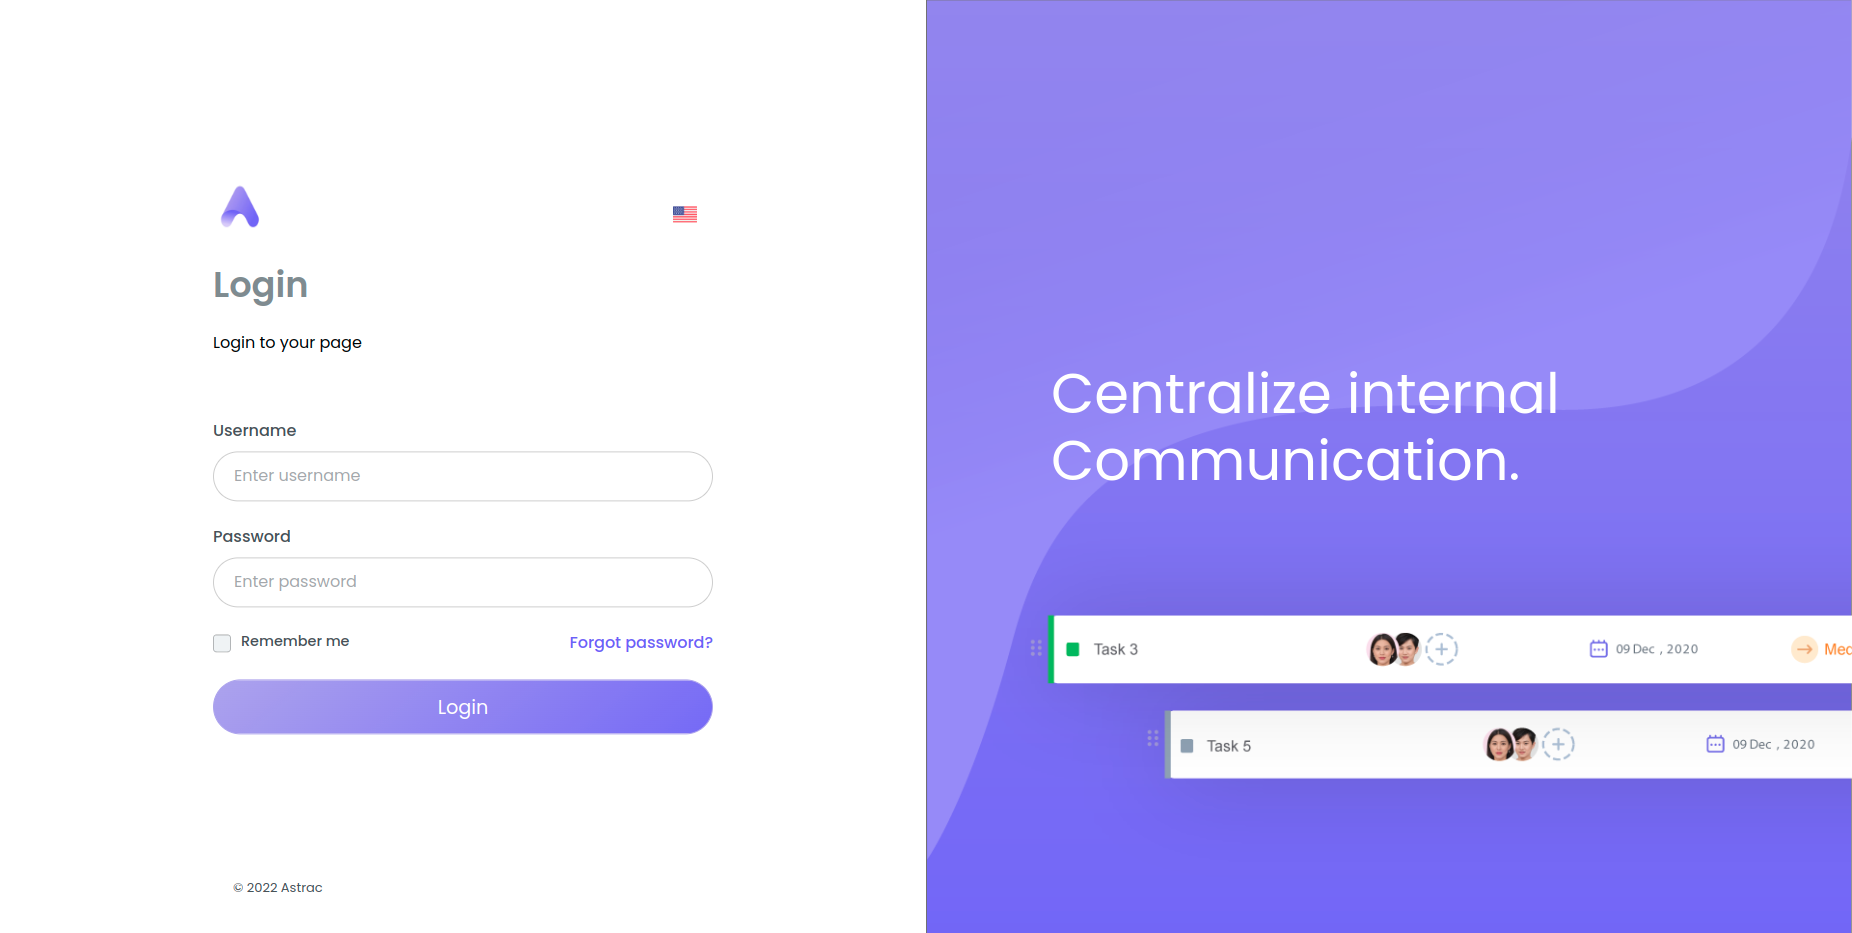 Login
Login to your page
Username
Enter username
Password
Enter password
Remember me
Forgot password?
Login
© 2022 Astrac
Centralize internal
Communication.
Task 3
09 Dec , 2020
Task 5
09 Dec , 2020